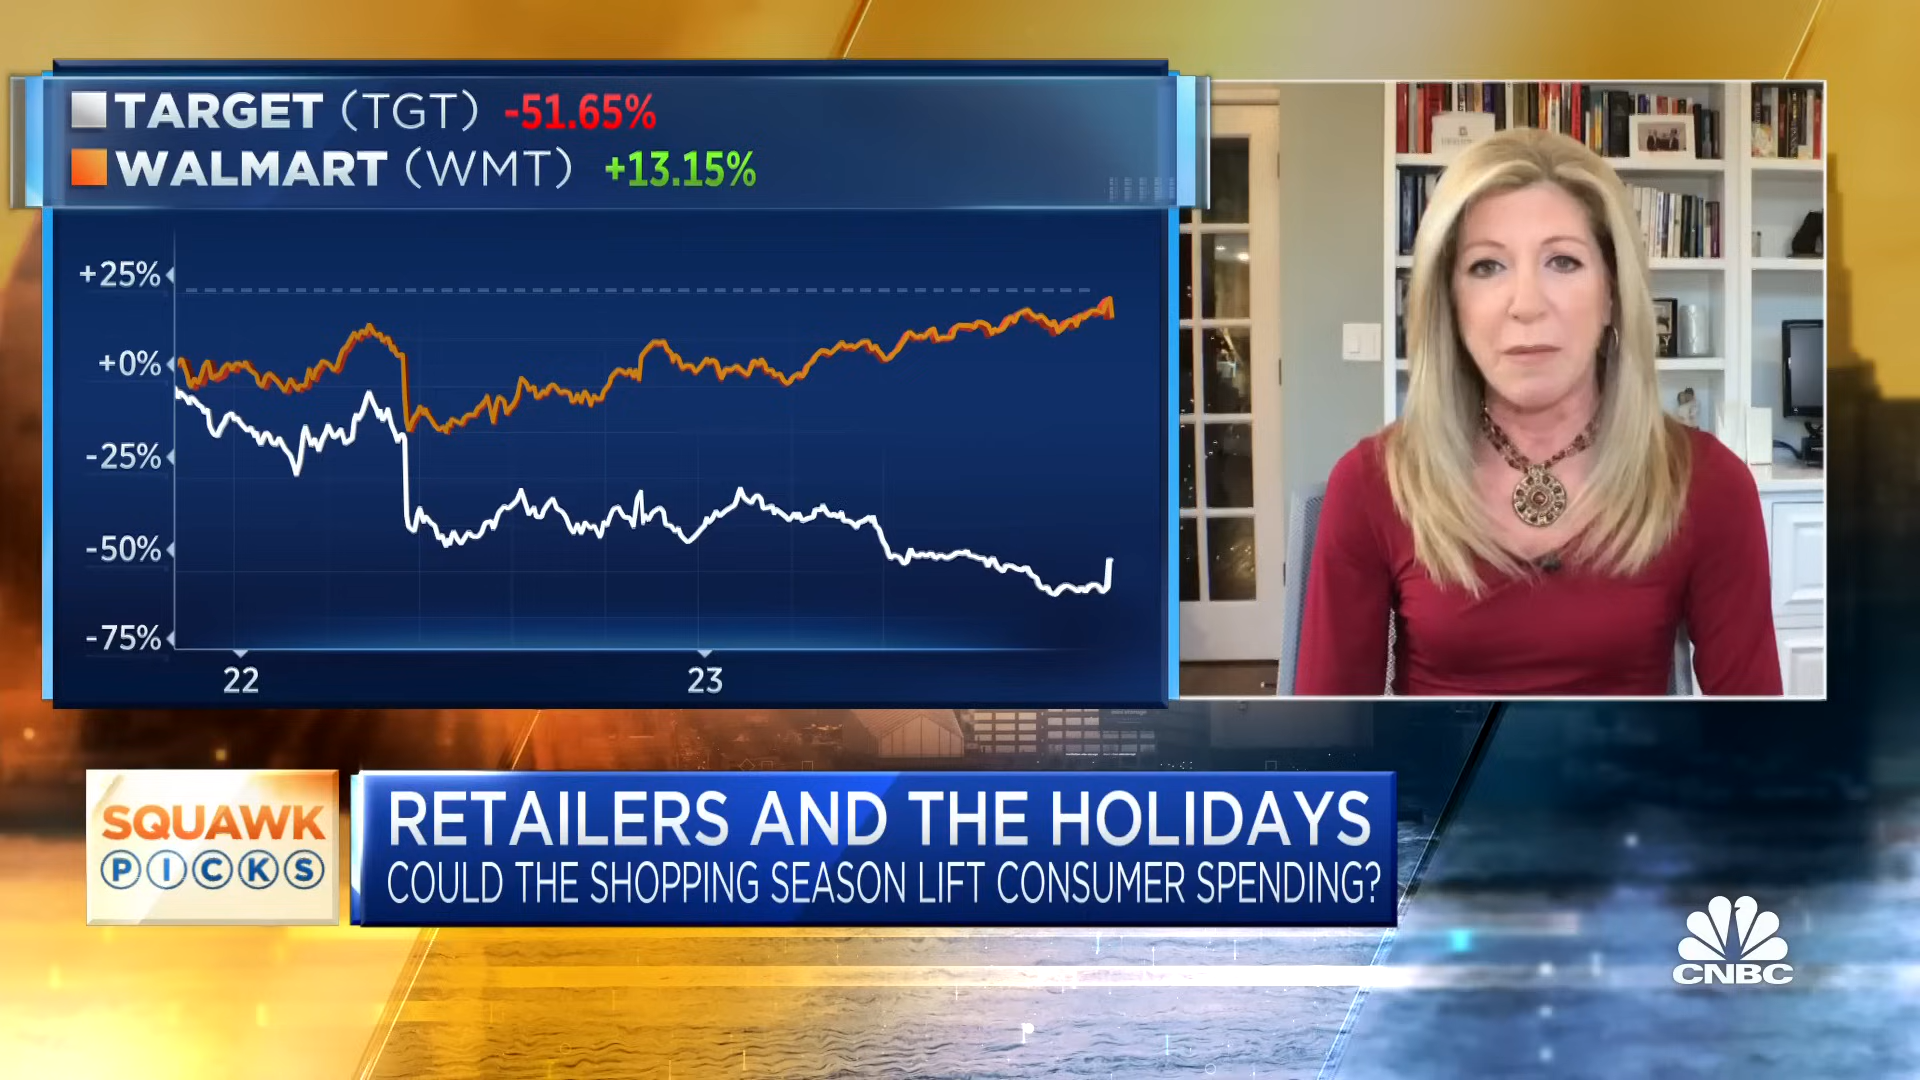 TARGET (TGT) -51.65%
WALMART (WMT) +13.15%
+25%
+0%
-25%
-50%
-75%
22
23
SQUAWK
PICKS
RETAILERS AND THE HOLIDAYS
COULD THE SHOPPING SEASON LIFT CONSUMER SPENDING?
CNBC